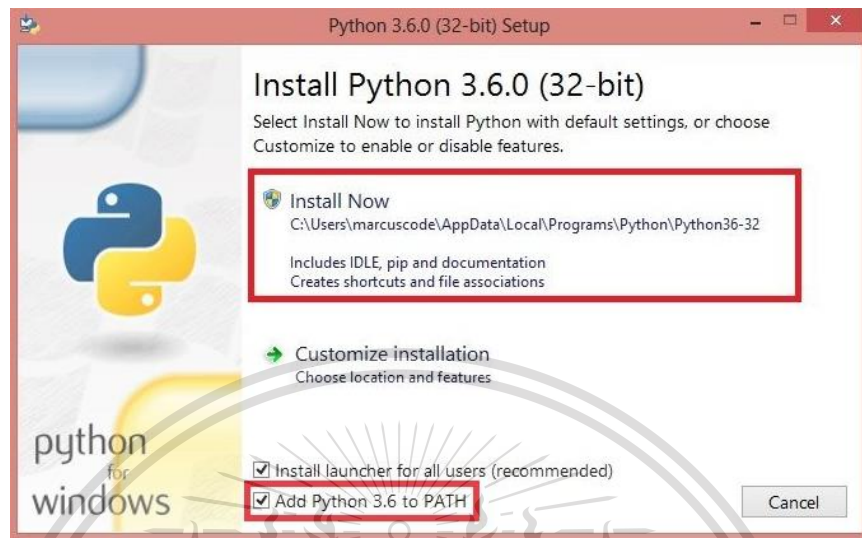 Python 3.6.0 (32-bit) Setup
Install Python 3.6.0 (32-bit)
Select Install Now to install Python with default settings, or choose
Customize to enable or disable features.
Install Now
C:\Users\marcuscode\AppData\Local\Programs\Python\Python36-32
Includes IDLE, pip and documentation
Creates shortcuts and file associations
Customize installation
Choose location and features
Install launcher for all users (recommended)
Add Python 3.6 to PATH
Cancel
python
for
windows